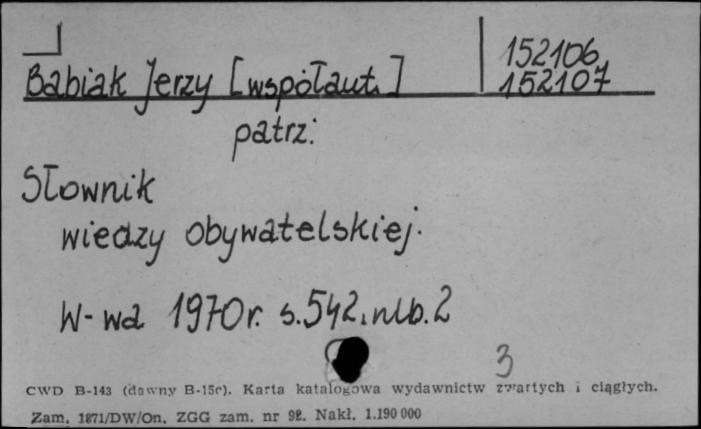 152106,
Babiak Jerzy [współaut.] 152107
patrz:
Słownik
wiedzy obywatelskiej.
W-wa 1970r. s.542, nlb.2
3
CWD B-143 (dawny B-15c). Karta katalogowa wydawnictw zwartych i ciągłych.
Zam. 1871/DW/On. ZGG zam. nr 98. Nakł. 1.190 000